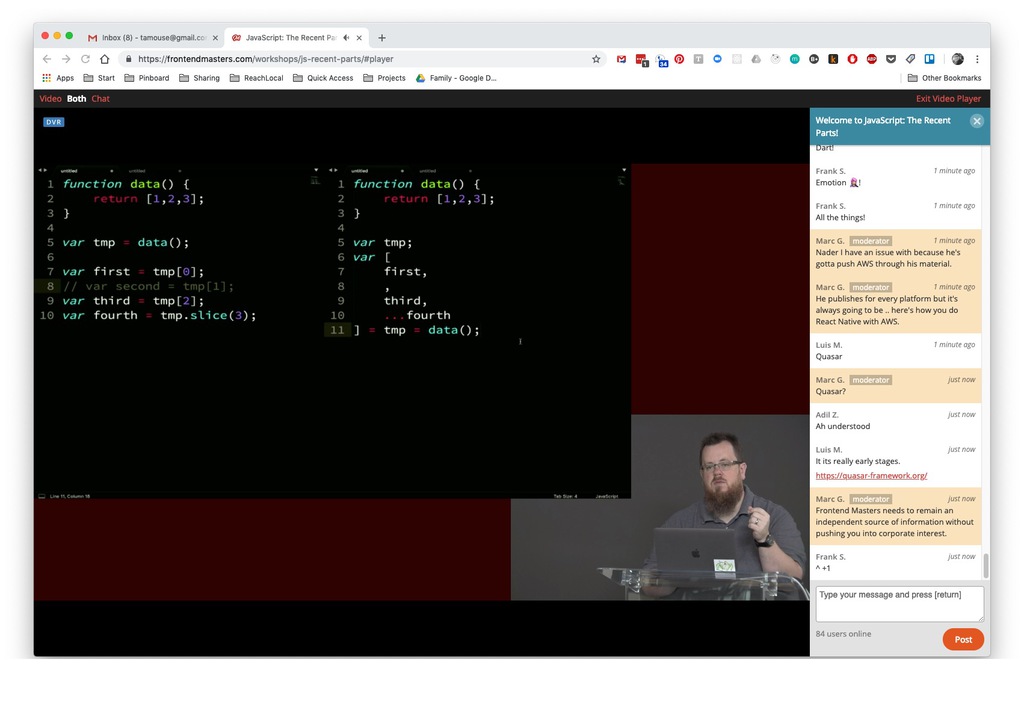 Inbox (8) - tamouse@gmail.co
JavaScript: The Recent Pa
https://frontendmasters.com/workshops/js-recent-parts/#player
Apps Start Pinboard Sharing ReachLocal Quick Access Projects Family - Google D... Other Bookmarks
Video Both Chat
Exit Video Player
DVR
untitled untitled
1 function data() {
2 return [1,2,3];
3 }
4
5 var tmp = data();
6
7 var first = tmp[0];
8 // var second = tmp[1];
9 var third = tmp[2];
10 var fourth = tmp.slice(3);
untitled untitled
1 function data() {
2 return [1,2,3];
3 }
4
5 var tmp;
6 var [
7 first,
8 ,
9 third,
10 ...fourth
11 ] = tmp = data();
Line 11, Column 18
Tab Size: 4 JavaScript
Welcome to JavaScript: The Recent
Parts!
Dart!
Frank S. 1 minute ago
Emotion !
Frank S. 1 minute ago
All the things!
Marc G. moderator 1 minute ago
Nader I have an issue with because he's
gotta push AWS through his material.
Marc G. moderator 1 minute ago
He publishes for every platform but it's
always going to be .. here's how you do
React Native with AWS.
Luis M. 1 minute ago
Quasar
Marc G. moderator just now
Quasar?
Adil Z. just now
Ah understood
Luis M. just now
It its really early stages.
https://quasar-framework.org/
Marc G. moderator just now
Frontend Masters needs to remain an
independent source of information without
pushing you into corporate interest.
Frank S. just now
^ +1
Type your message and press [return]
84 users online
Post